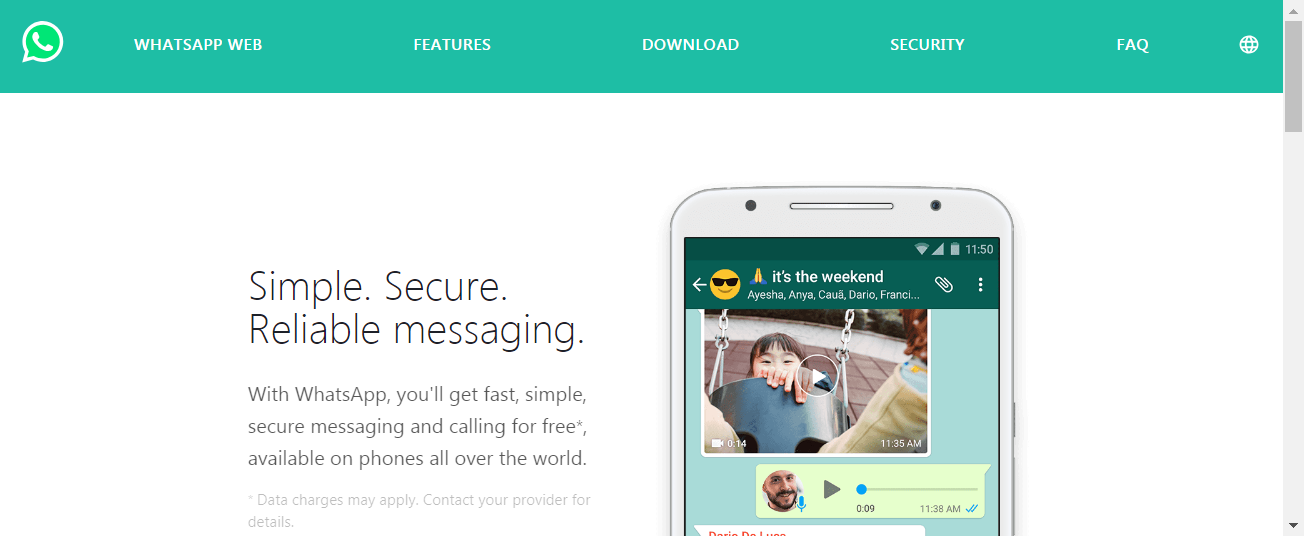 WHATSAPP WEB FEATURES DOWNLOAD SECURITY FAQ
11:50
it's the weekend
Ayesha, Anya, Cauã, Dario, Franci...
Simple. Secure.
Reliable messaging.
With WhatsApp, you'll get fast, simple,
secure messaging and calling for free*,
available on phones all over the world.
* Data charges may apply. Contact your provider for
details.
0:14 11:35 AM
0:09 11:38 AM
Dario De Luca